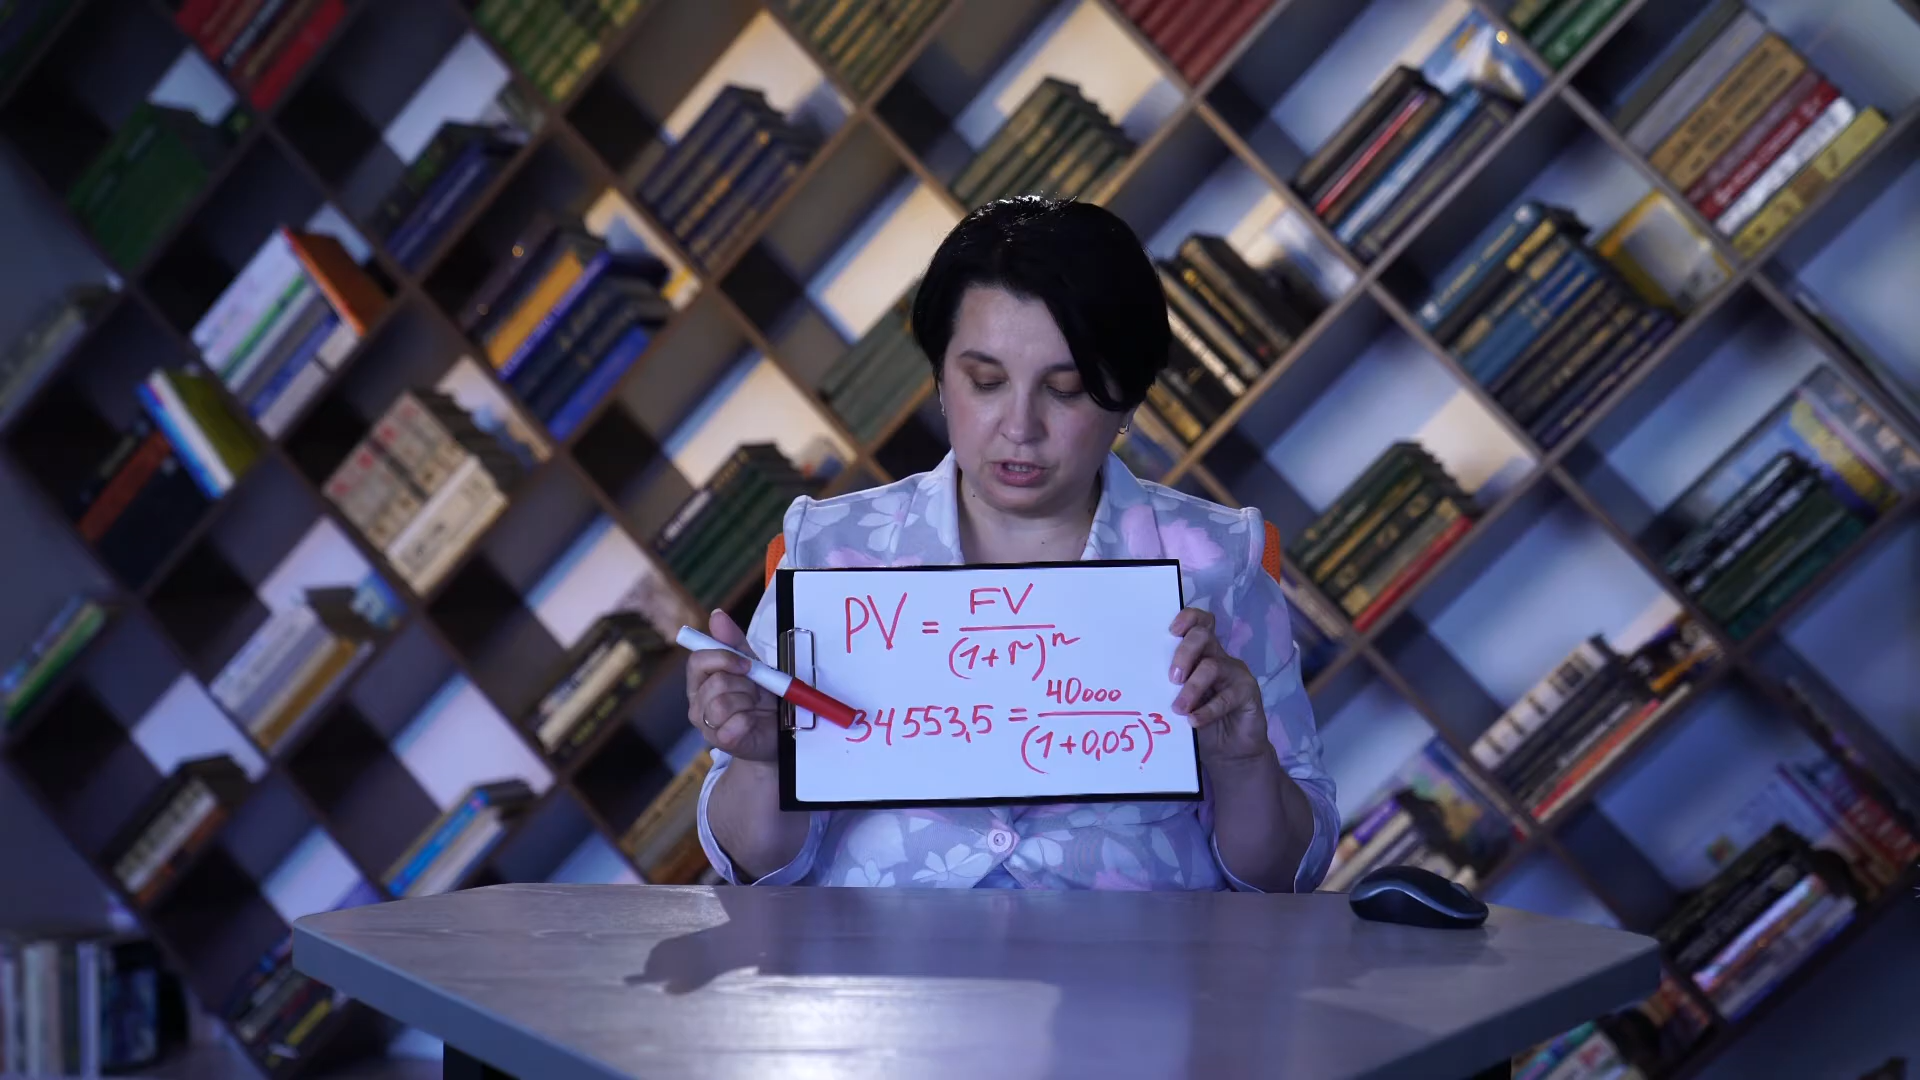 PV = FV / (1+r)^n
34553,5 = 40000 / (1+0,05)^3